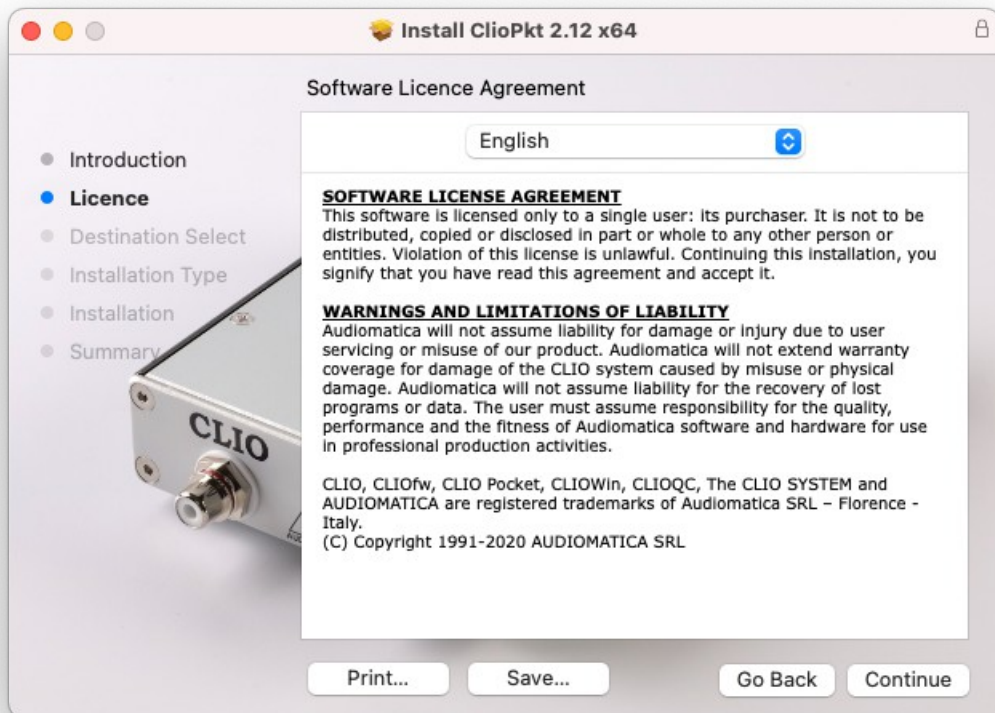 Install ClioPkt 2.12 x64
Software Licence Agreement
Introduction
Licence
Destination Select
Installation Type
Installation
Summary
CLIO
English
SOFTWARE LICENSE AGREEMENT
This software is licensed only to a single user: its purchaser. It is not to be
distributed, copied or disclosed in part or whole to any other person or
entities. Violation of this license is unlawful. Continuing this installation, you
signify that you have read this agreement and accept it.
WARNINGS AND LIMITATIONS OF LIABILITY
Audiomatica will not assume liability for damage or injury due to user
servicing or misuse of our product. Audiomatica will not extend warranty
coverage for damage of the CLIO system caused by misuse or physical
damage. Audiomatica will not assume liability for the recovery of lost
programs or data. The user must assume responsibility for the quality,
performance and the fitness of Audiomatica software and hardware for use
in professional production activities.
CLIO, CLIOfw, CLIO Pocket, CLIOWin, CLIOQC, The CLIO SYSTEM and
AUDIOMATICA are registered trademarks of Audiomatica SRL – Florence -
Italy.
(C) Copyright 1991-2020 AUDIOMATICA SRL
Print...
Save...
Go Back
Continue